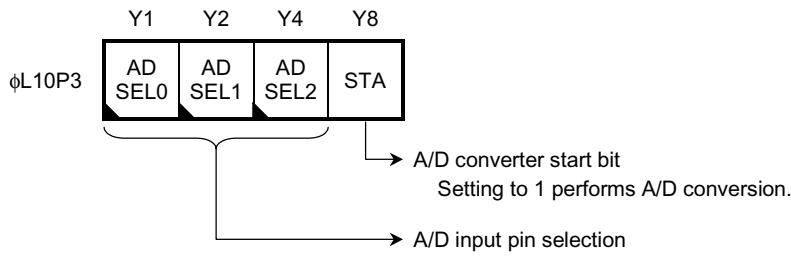 Y1 Y2 Y4 Y8
ϕL10P3
AD SEL0
AD SEL1
AD SEL2
STA
A/D converter start bit
Setting to 1 performs A/D conversion.
A/D input pin selection